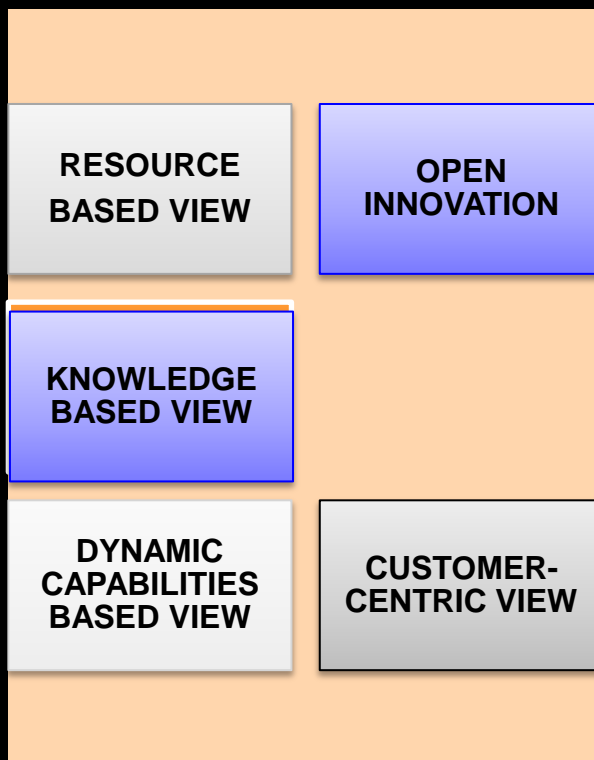 RESOURCE
BASED VIEW
OPEN
INNOVATION
KNOWLEDGE
BASED VIEW
DYNAMIC
CAPABILITIES
BASED VIEW
CUSTOMER-
CENTRIC VIEW